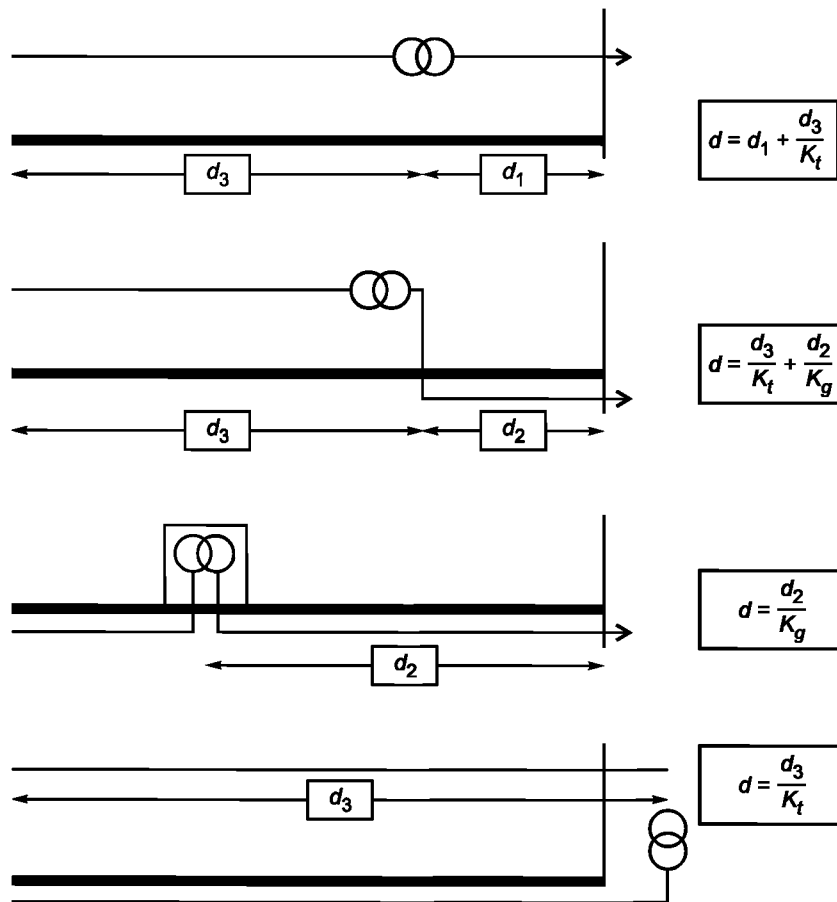 d = d₁ + d₃/Kₜ
d₃ d₁
d = d₃/Kₜ + d₂/K_g
d₃ d₂
d = d₂/K_g
d₂
d = d₃/Kₜ
d₃